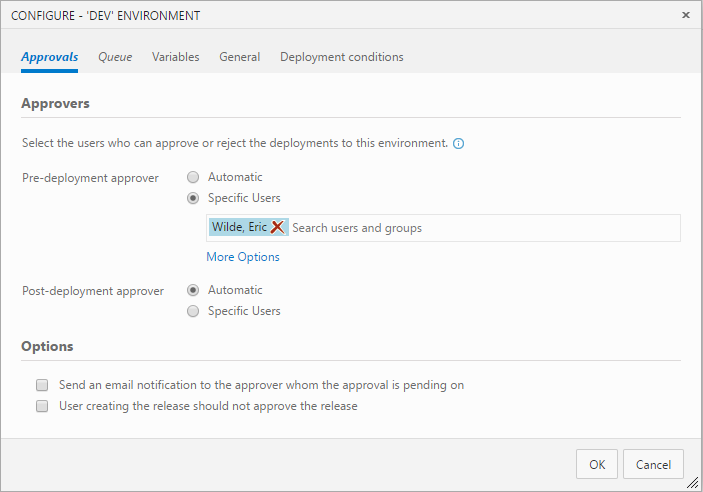 CONFIGURE - 'DEV' ENVIRONMENT
Approvals Queue Variables General Deployment conditions
Approvers
Select the users who can approve or reject the deployments to this environment.
Pre-deployment approver
Automatic
Specific Users
Wilde, Eric Search users and groups
More Options
Post-deployment approver
Automatic
Specific Users
Options
Send an email notification to the approver whom the approval is pending on
User creating the release should not approve the release
OK Cancel